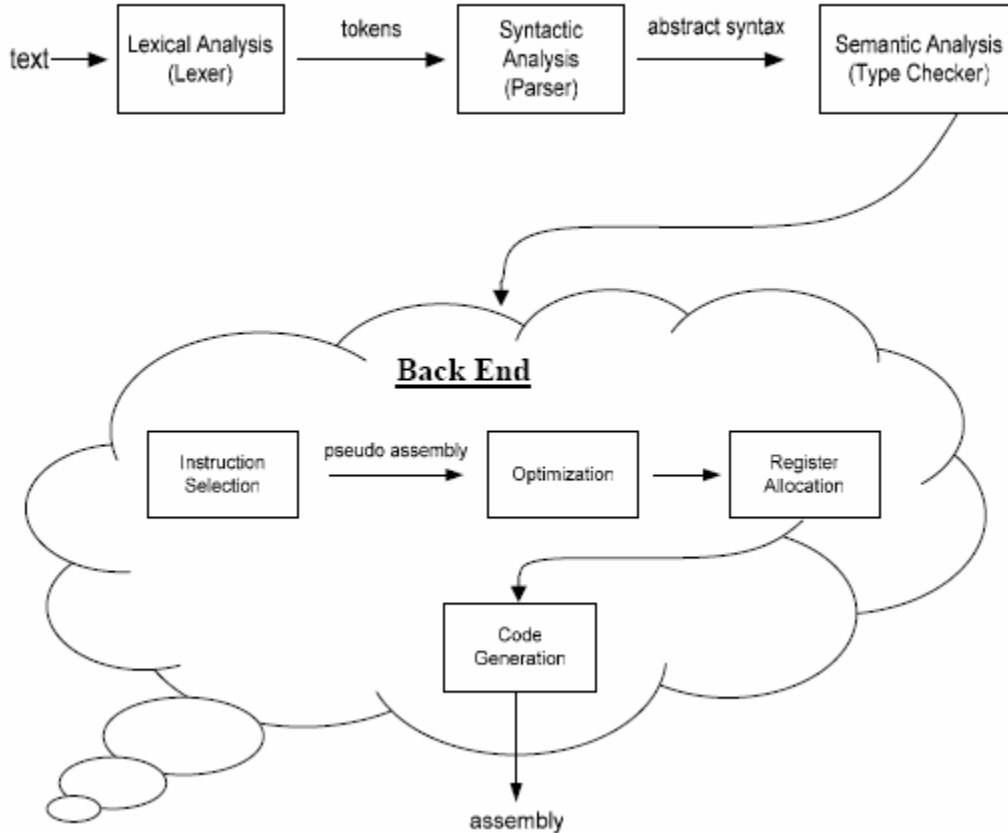 text
Lexical Analysis
(Lexer)
tokens
Syntactic
Analysis
(Parser)
abstract syntax
Semantic Analysis
(Type Checker)
Back End
Instruction
Selection
pseudo assembly
Optimization
Register
Allocation
Code
Generation
assembly